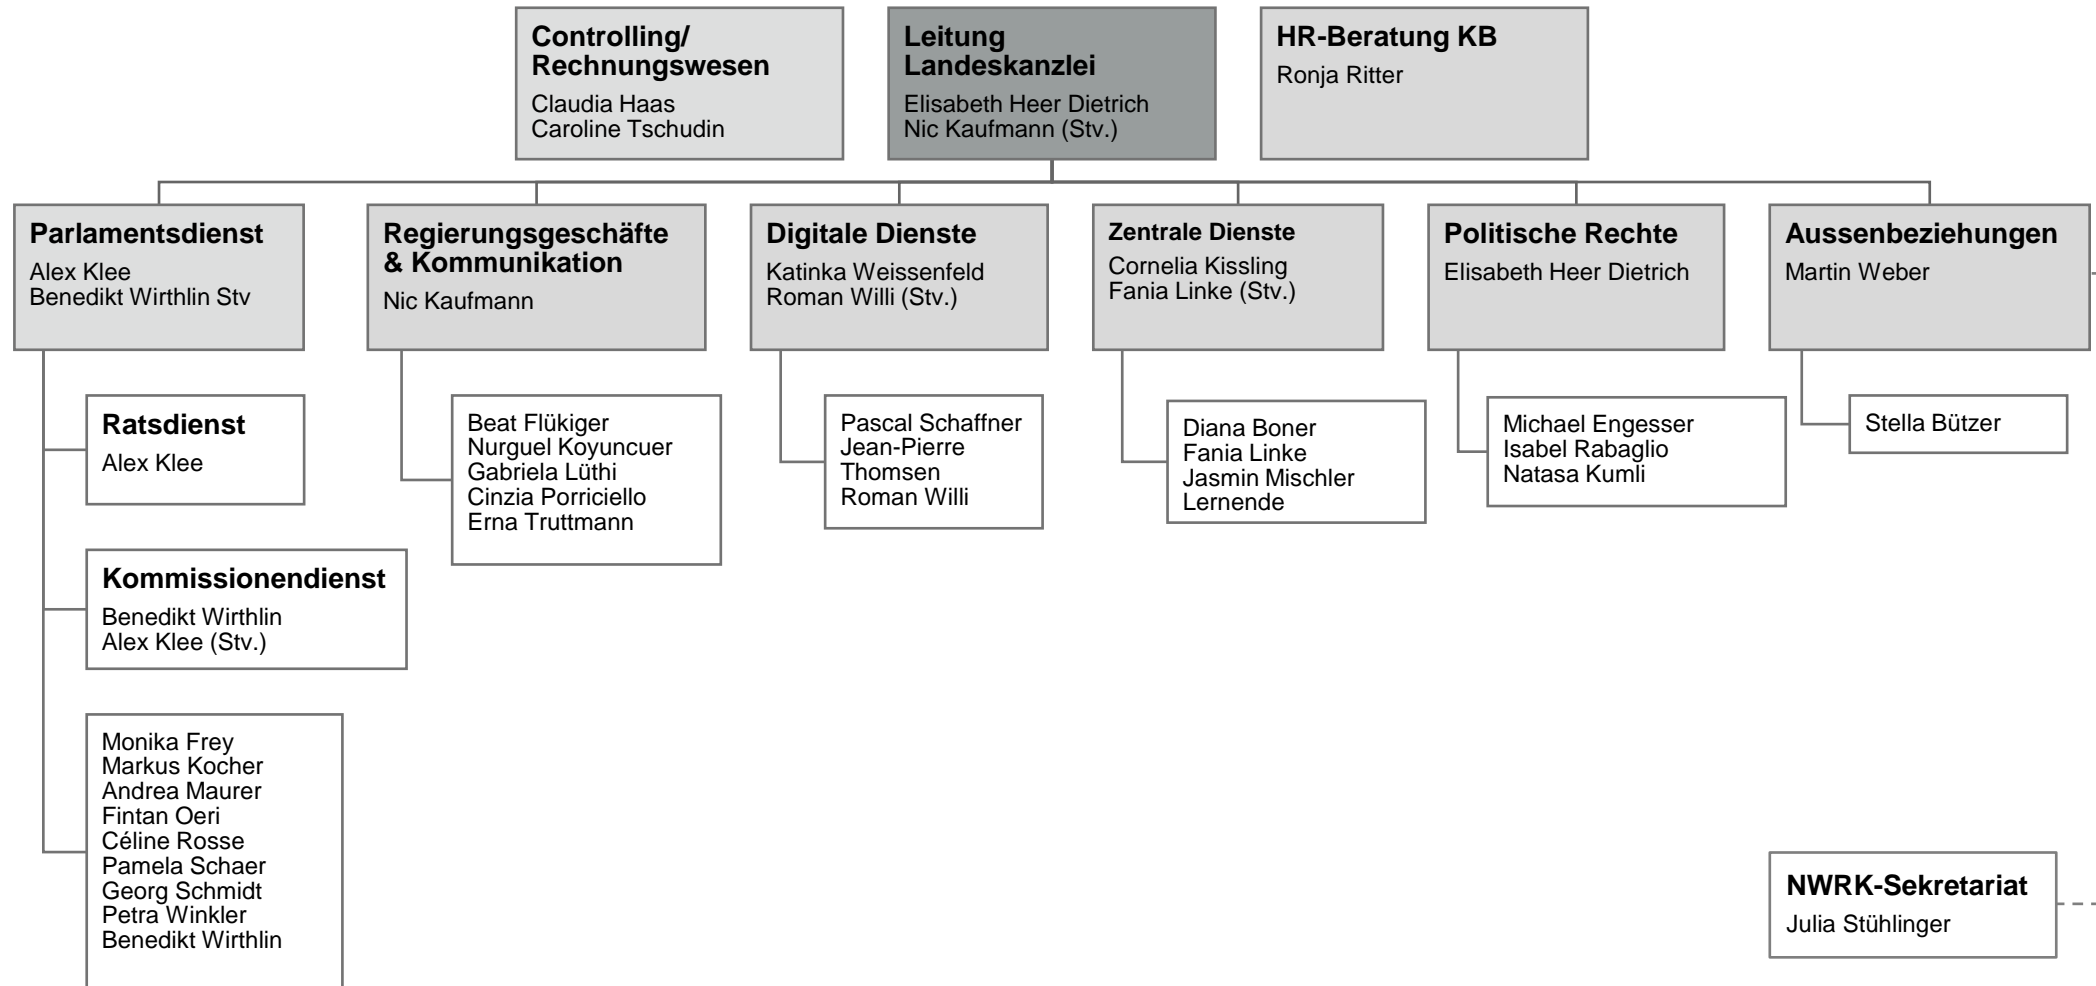 Controlling/
Rechnungswesen
Claudia Haas
Caroline Tschudin
Leitung
Landeskanzlei
Elisabeth Heer Dietrich
Nic Kaufmann (Stv.)
HR-Beratung KB
Ronja Ritter
Parlamentsdienst
Alex Klee
Benedikt Wirthlin Stv
Regierungsgeschäfte
& Kommunikation
Nic Kaufmann
Digitale Dienste
Katinka Weissenfeld
Roman Willi (Stv.)
Zentrale Dienste
Cornelia Kissling
Fania Linke (Stv.)
Politische Rechte
Elisabeth Heer Dietrich
Aussenbeziehungen
Martin Weber
Ratsdienst
Alex Klee
Kommissionendienst
Benedikt Wirthlin
Alex Klee (Stv.)
Monika Frey
Markus Kocher
Andrea Maurer
Fintan Oeri
Céline Rosse
Pamela Schaer
Georg Schmidt
Petra Winkler
Benedikt Wirthlin
Beat Flükiger
Nurguel Koyuncuer
Gabriela Lüthi
Cinzia Porriciello
Erna Truttmann
Pascal Schaffner
Jean-Pierre
Thomsen
Roman Willi
Diana Boner
Fania Linke
Jasmin Mischler
Lernende
Michael Engesser
Isabel Rabaglio
Natasa Kumli
Stella Bützer
NWRK-Sekretariat
Julia Stühlinger